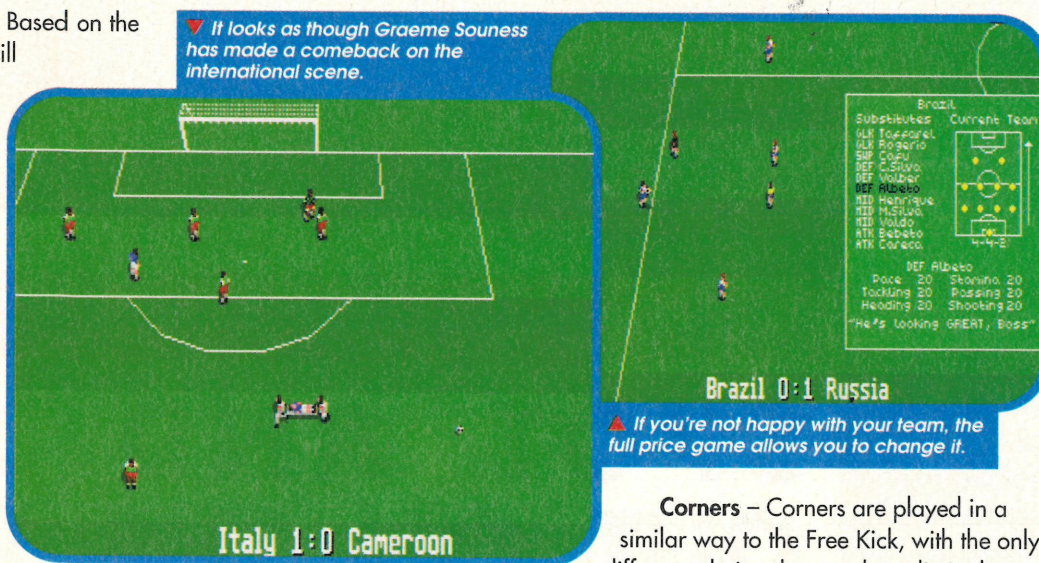 Based on the
ill
▼ It looks as though Graeme Souness
has made a comeback on the
international scene.
Italy 1:0 Cameroon
Brazil
Substitutes Current Team
GLK Taffarel
GLK Rogerio
SWP Cafu
DEF C.Silva
DEF Valber
DEF Albeto
MID Henrique
MID M.Silva
MID Valdo
ATK Bebeto
ATK Careca
4-4-2
DEF Albeto
Pace 20 Stamina 20
Tackling 20 Passing 20
Heading 20 Shooting 20
"He's looking GREAT, Boss"
Brazil 0:1 Russia
▲ If you're not happy with your team, the
full price game allows you to change it.
Corners – Corners are played in a
similar way to the Free Kick, with the only